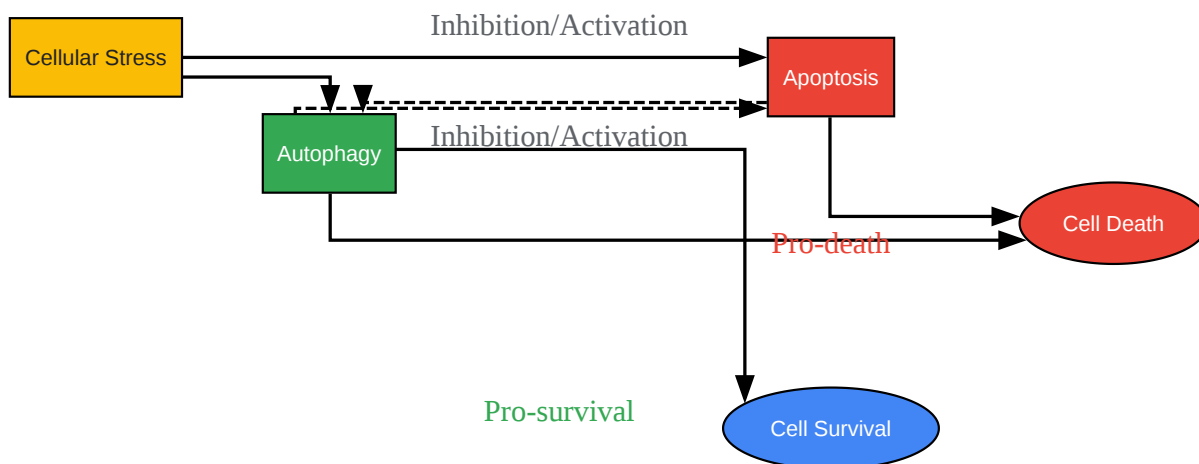 Inhibition/Activation
Cellular Stress
Apoptosis
Inhibition/Activation
Autophagy
Cell Death
Pro-death
Pro-survival
Cell Survival